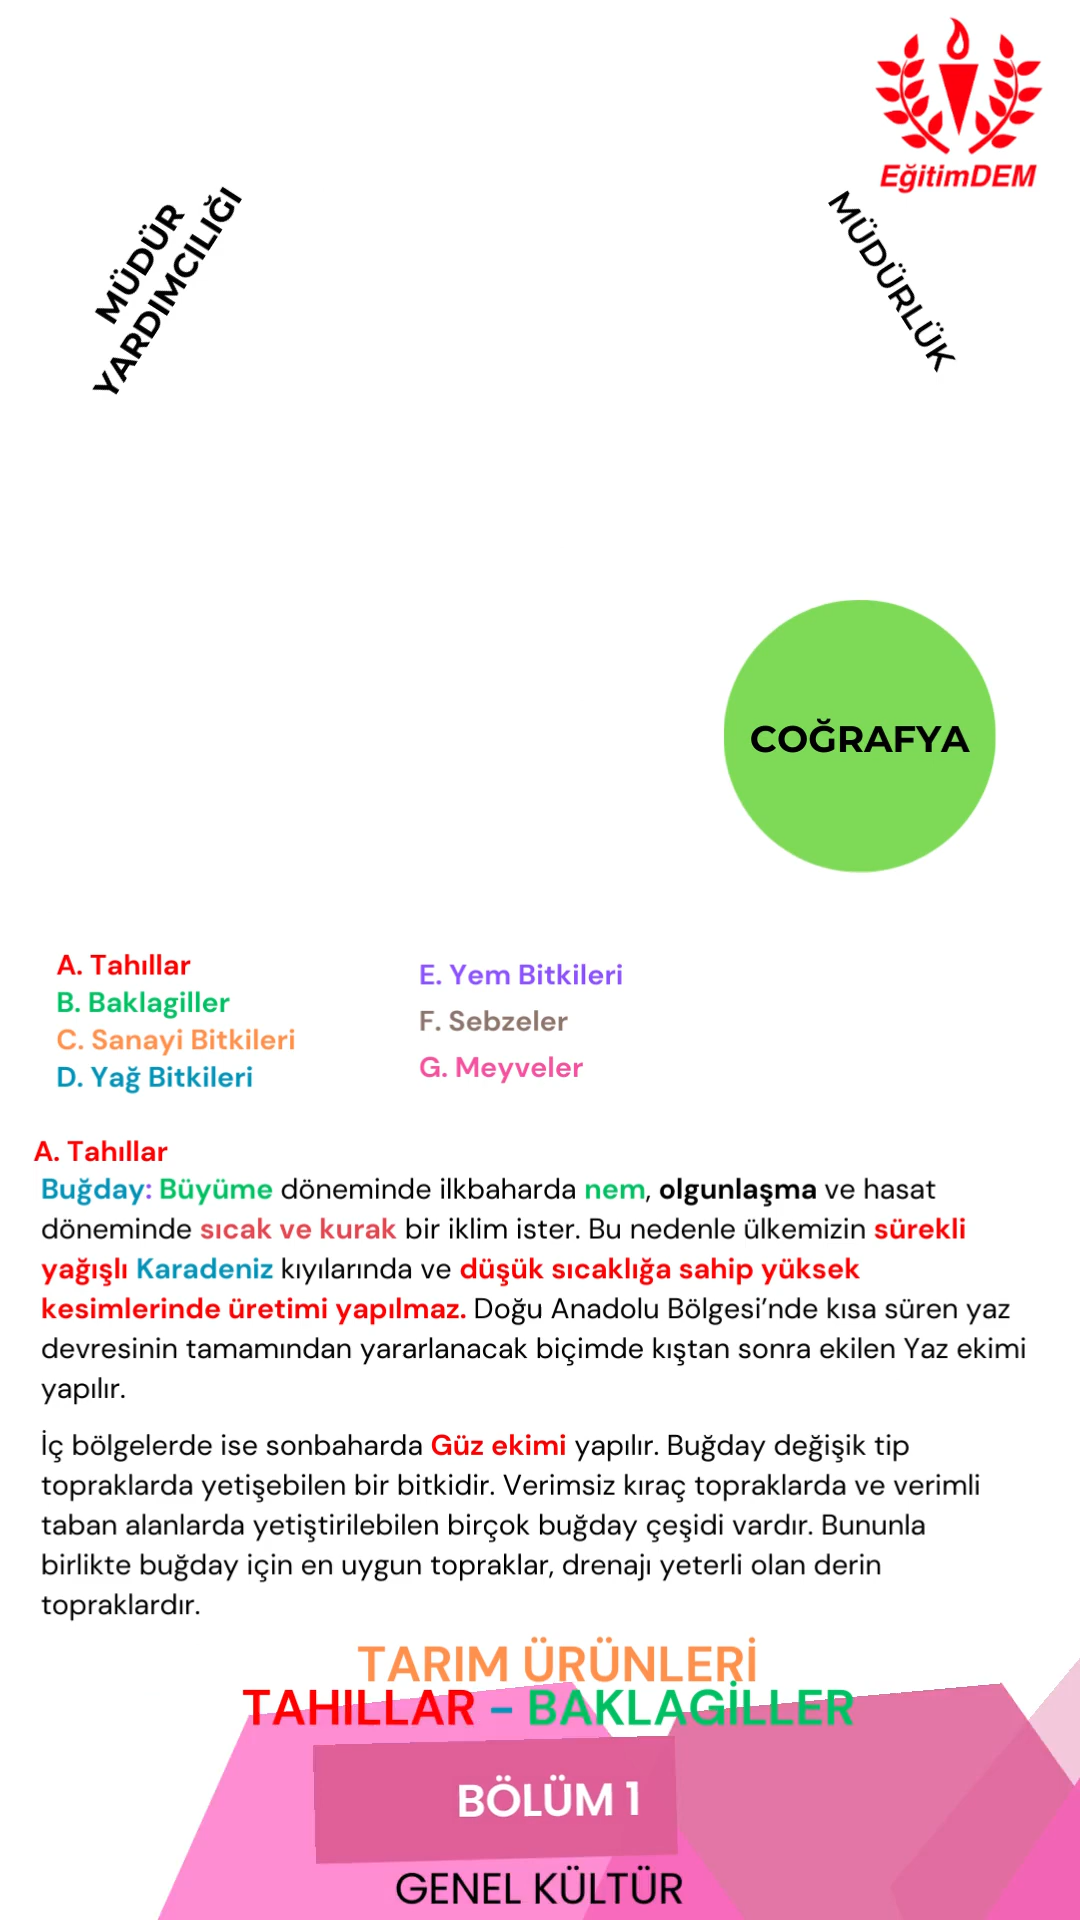 EğitimDEM
MÜDÜR
YARDIMCILIĞI
MÜDÜRLÜK
COĞRAFYA
A. Tahıllar
B. Baklagiller
C. Sanayi Bitkileri
D. Yağ Bitkileri
E. Yem Bitkileri
F. Sebzeler
G. Meyveler
A. Tahıllar
Buğday: Büyüme döneminde ilkbaharda nem, olgunlaşma ve hasat
döneminde sıcak ve kurak bir iklim ister. Bu nedenle ülkemizin sürekli
yağışlı Karadeniz kıyılarında ve düşük sıcaklığa sahip yüksek
kesimlerinde üretimi yapılmaz. Doğu Anadolu Bölgesi’nde kısa süren yaz
devresinin tamamından yararlanacak biçimde kıştan sonra ekilen Yaz ekimi
yapılır.
İç bölgelerde ise sonbaharda Güz ekimi yapılır. Buğday değişik tip
topraklarda yetişebilen bir bitkidir. Verimsiz kıraç topraklarda ve verimli
taban alanlarda yetiştirilebilen birçok buğday çeşidi vardır. Bununla
birlikte buğday için en uygun topraklar, drenajı yeterli olan derin
topraklardır.
TARIM ÜRÜNLERİ
TAHILLAR - BAKLAGİLLER
BÖLÜM 1
GENEL KÜLTÜR